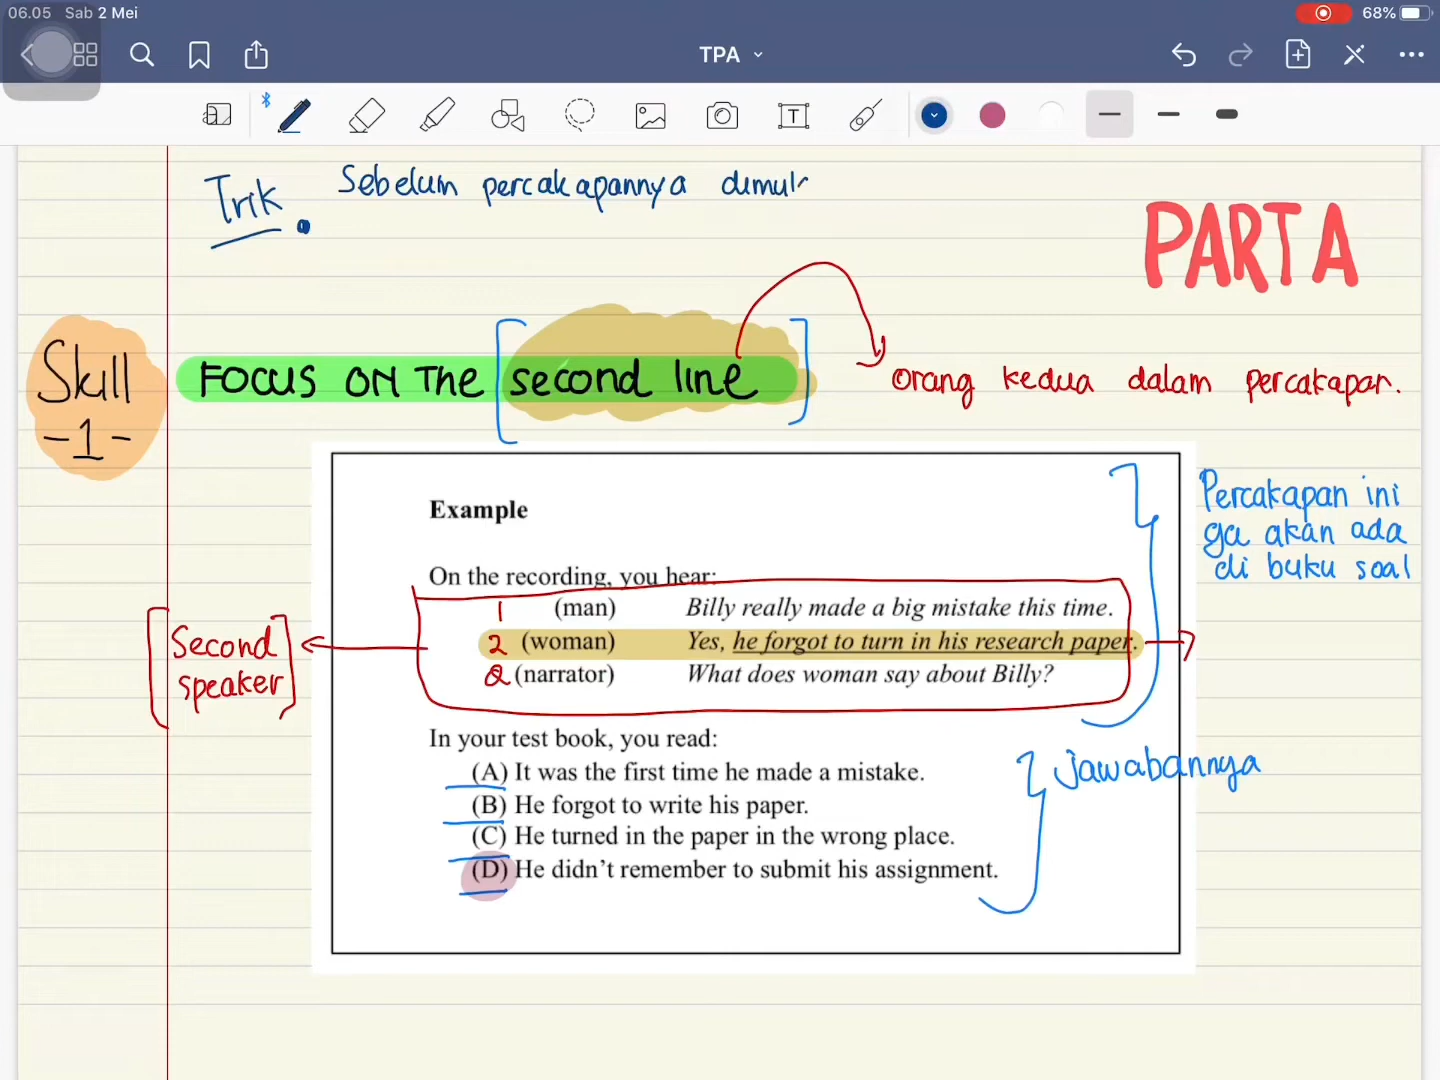 06.05 Sab 2 Mei
68%
TPA
T
Trik. Sebelum percakapannya dimul
PART A
Skill
-1-
FOCUS ON THE second line
Orang kedua dalam percakapan.
Example
On the recording, you hear:
1 (man) Billy really made a big mistake this time.
2 (woman) Yes, he forgot to turn in his research paper.
Q (narrator) What does woman say about Billy?
Percakapan ini
ga akan ada
di buku soal
Second
speaker
In your test book, you read:
(A) It was the first time he made a mistake.
(B) He forgot to write his paper.
(C) He turned in the paper in the wrong place.
(D) He didn't remember to submit his assignment.
Jawabannya